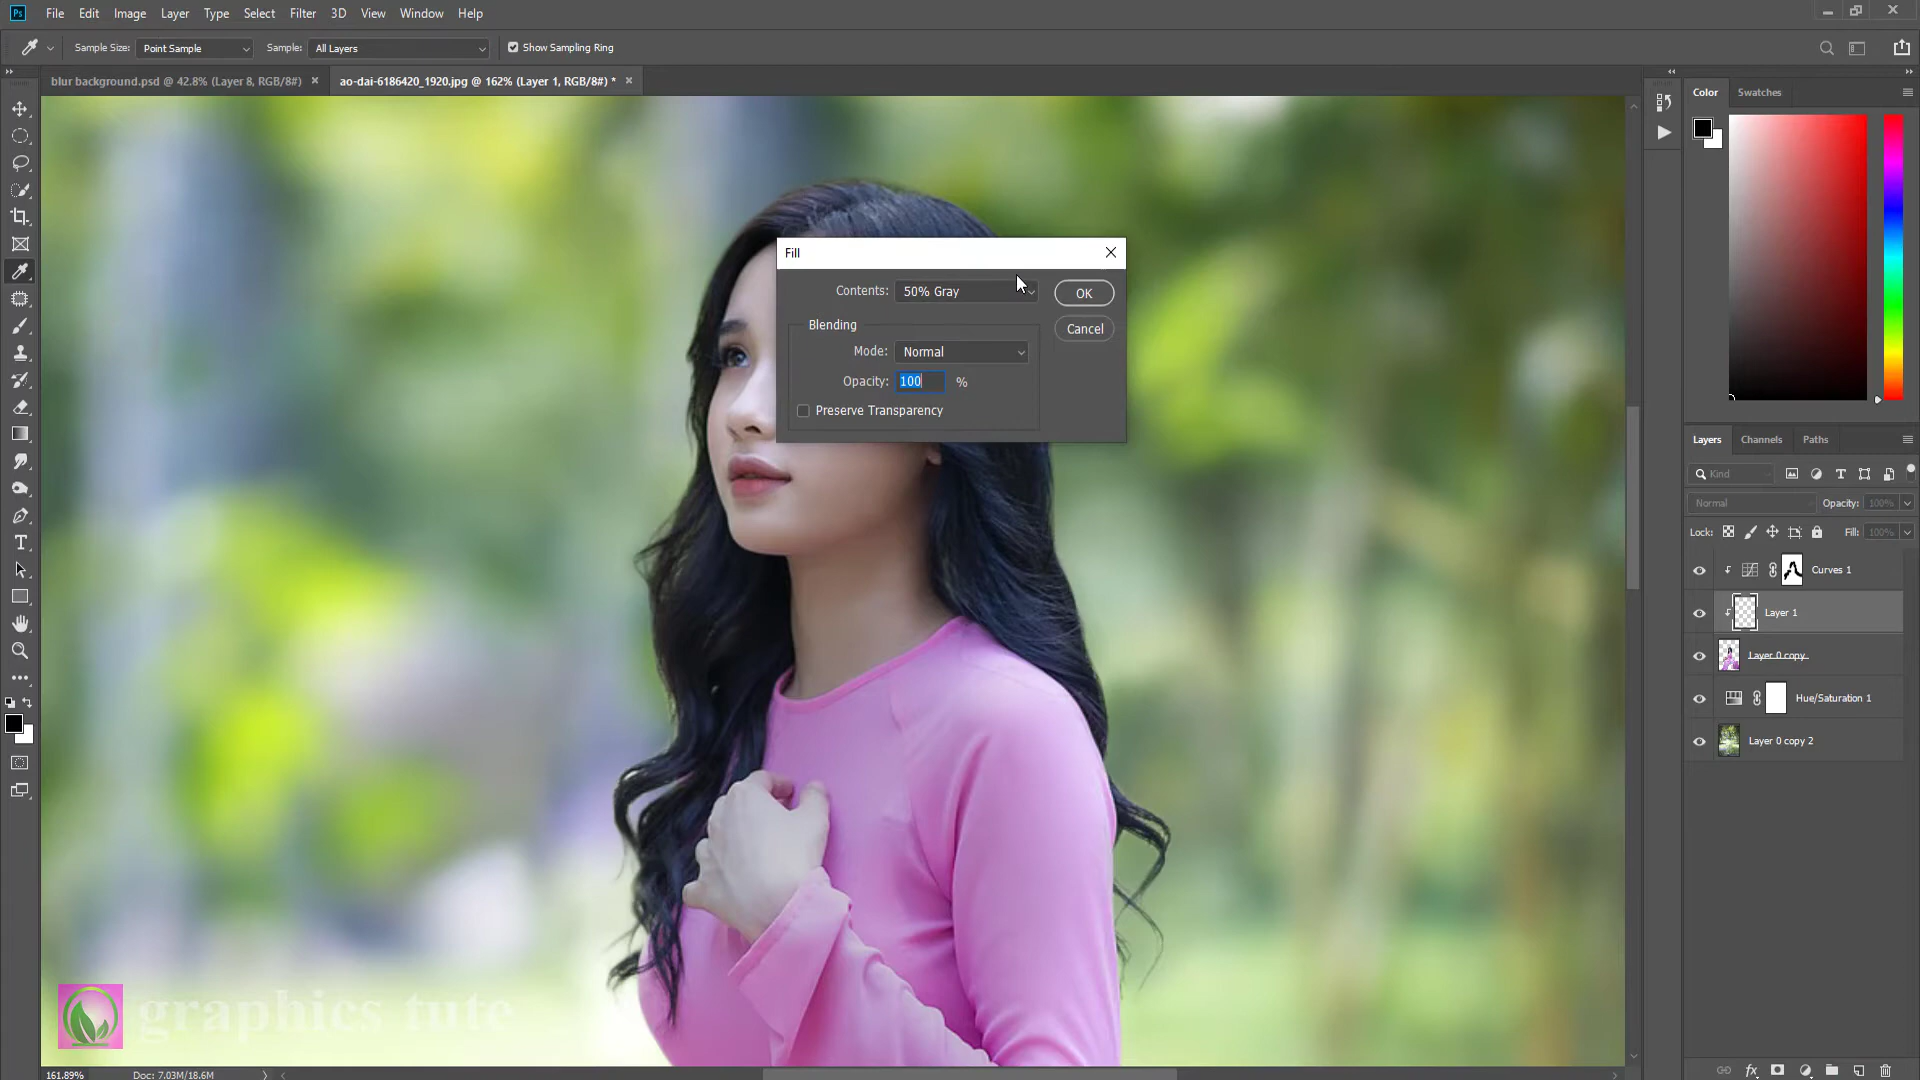 Ps File Edit Image Layer Type Select Filter 3D View Window Help
Sample Size: Point Sample Sample: All Layers Show Sampling Ring
blur background.psd @ 42.8% (Layer 8, RGB/8#) × ao-dai-6186420_1920.jpg @ 162% (Layer 1, RGB/8#) * ×
Color Swatches
Fill
Contents: 50% Gray OK
Blending Cancel
Mode: Normal
Opacity: 100 %
Preserve Transparency
Layers Channels Paths
Kind
Normal Opacity: 100%
Lock: Fill: 100%
Curves 1
Layer 1
Layer 0 copy
Hue/Saturation 1
Layer 0 copy 2
graphics tute
161.89% Doc: 7.03M/18.6M